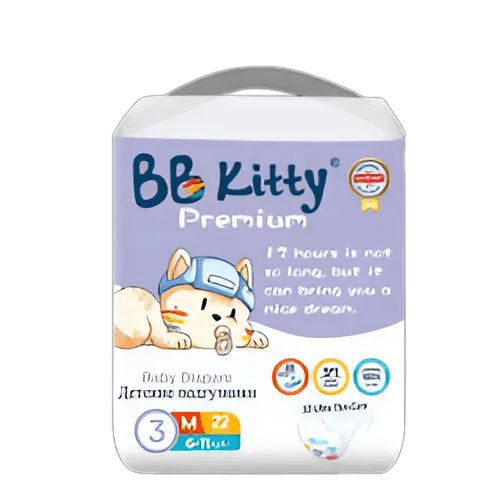 BB Kitty®
Premium
12 hours is not
so long, but it
can bring you a
nice dream.
Baby Diapers
Детские подгузники
3
M
22